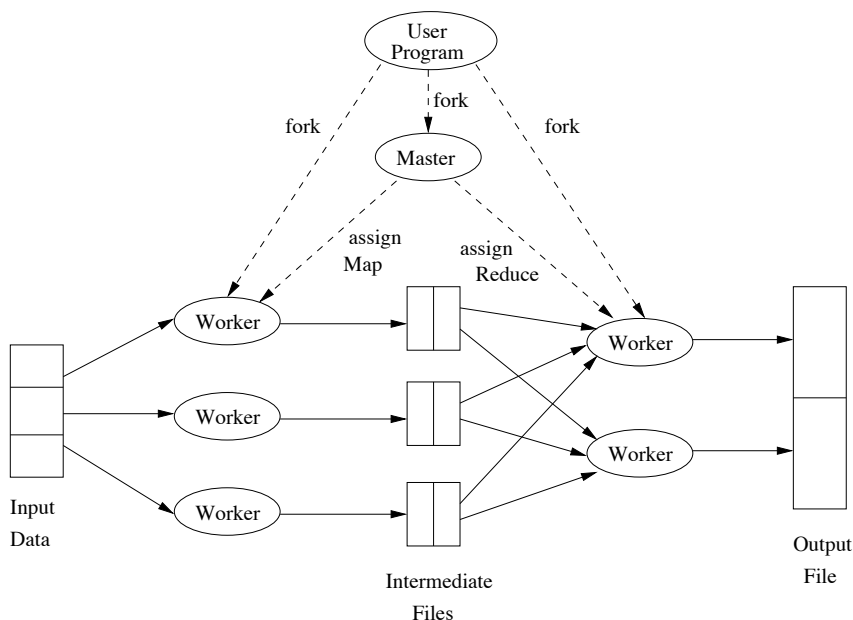 User
Program
fork
fork
fork
Master
assign
Map
assign
Reduce
Worker
Worker
Worker
Worker
Worker
Input
Data
Intermediate
Files
Output
File